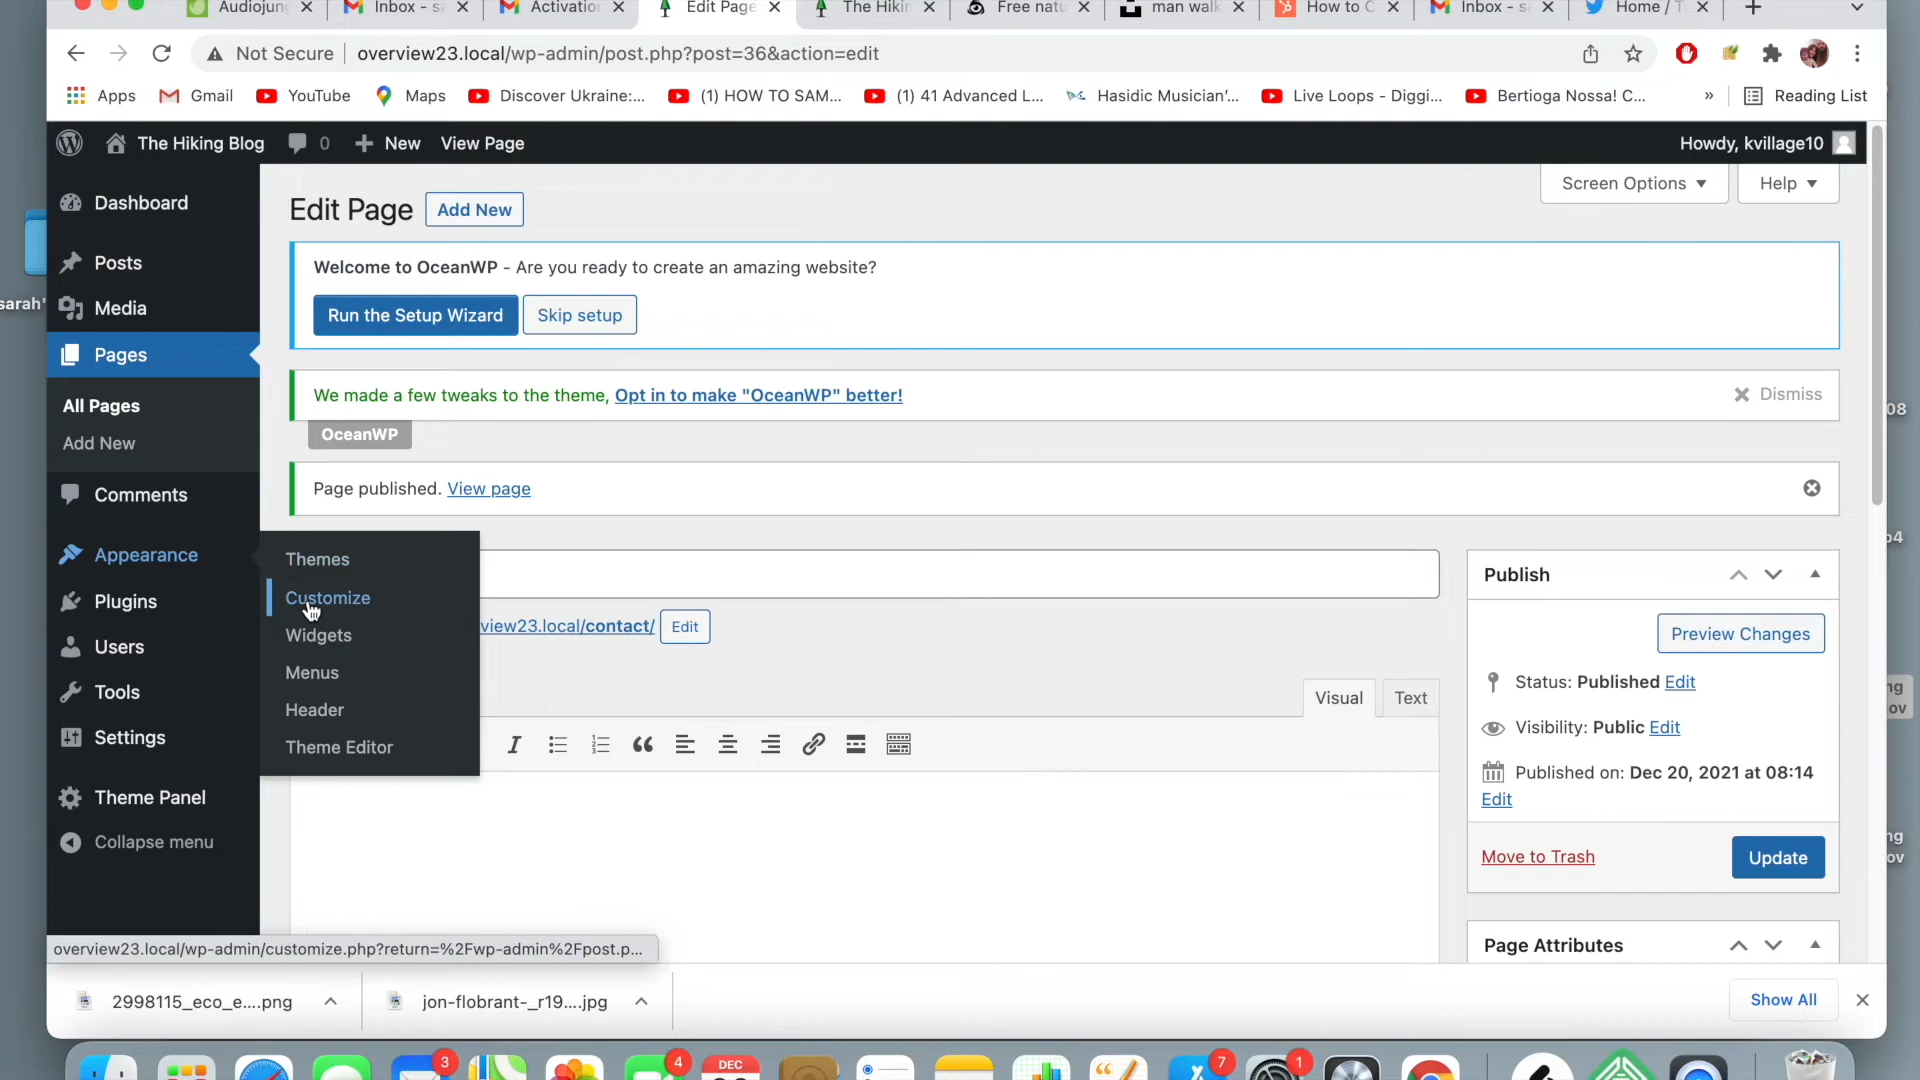 Audiojun
Inbox - sa
Activation
Edit Page
The Hikin
Free natu
man walk
How to C
Inbox - s
Home / T
Not Secure
overview23.local/wp-admin/post.php?post=36&action=edit
Apps
Gmail
YouTube
Maps
Discover Ukraine:...
(1) HOW TO SAM...
(1) 41 Advanced L...
Hasidic Musician'...
Live Loops - Diggi...
Bertioga Nossa! C...
»
Reading List
The Hiking Blog
0
New
View Page
Howdy, kvillage10
Dashboard
Posts
Media
Pages
All Pages
Add New
Comments
Appearance
Plugins
Users
Tools
Settings
Theme Panel
Collapse menu
Themes
Customize
Widgets
Menus
Header
Theme Editor
Screen Options
Help
Edit Page
Add New
Welcome to OceanWP - Are you ready to create an amazing website?
Run the Setup Wizard
Skip setup
We made a few tweaks to the theme, Opt in to make "OceanWP" better!
Dismiss
OceanWP
Page published. View page
view23.local/contact/
Edit
Visual
Text
Publish
Preview Changes
Status: Published Edit
Visibility: Public Edit
Published on: Dec 20, 2021 at 08:14
Edit
Move to Trash
Update
Page Attributes
overview23.local/wp-admin/customize.php?return=%2Fwp-admin%2Fpost.p...
2998115_eco_e....png
jon-flobrant-_r19....jpg
Show All
sarah'
08
p4
ng
ov
ng
ov
3
4
DEC
7
1